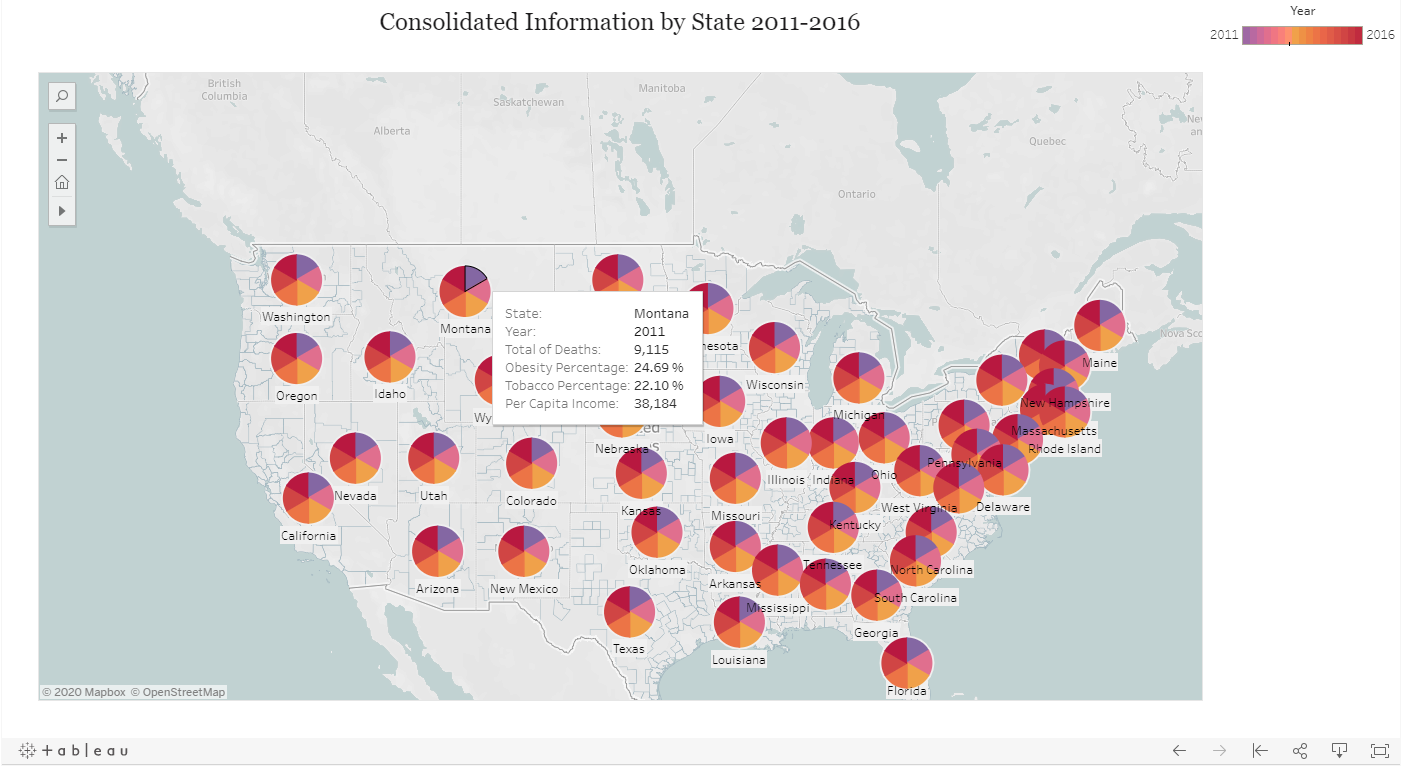 Consolidated Information by State 2011-2016
Year
2011 2016
British
Columbia
Alberta
Saskatchewan
Manitoba
Ontario
Quebec
Nova Sco
Washington
Montana
Oregon
Idaho
Wy
nesota
Wisconsin
Michigan
Maine
State: Montana
Year: 2011
Total of Deaths: 9,115
Obesity Percentage: 24.69 %
Tobacco Percentage: 22.10 %
Per Capita Income: 38,184
New Hampshire
Massachusetts
Rhode Island
Iowa
Nebraska
Pennsylvania
Nevada
Utah
Colorado
Kansas
Illinois
Indiana
Ohio
West Virginia
Delaware
California
Missouri
Kentucky
Oklahoma
Arkansas
Tennessee
North Carolina
Arizona
New Mexico
Mississippi
South Carolina
Texas
Louisiana
Georgia
Florida
© 2020 Mapbox © OpenStreetMap
+ a b | e a u